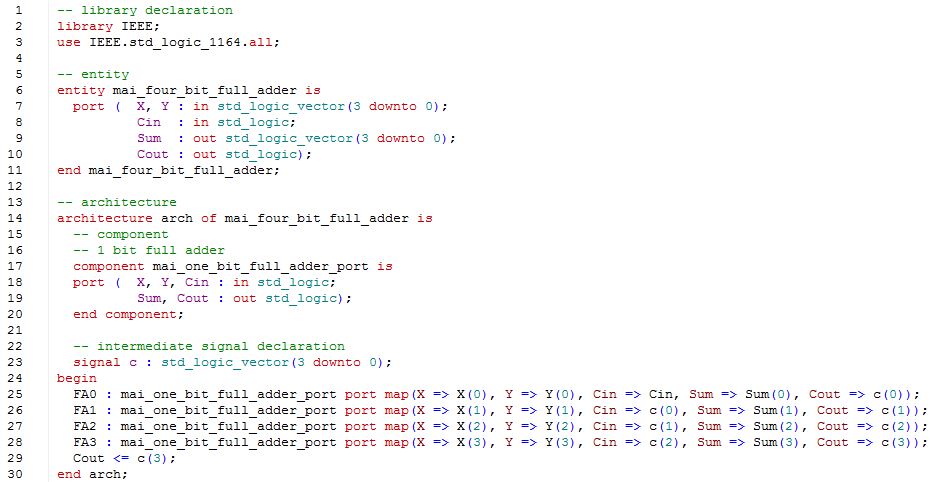 1 -- library declaration
2 library IEEE;
3 use IEEE.std_logic_1164.all;
4
5 -- entity
6 entity mai_four_bit_full_adder is
7 port ( X, Y : in std_logic_vector(3 downto 0);
8 Cin : in std_logic;
9 Sum : out std_logic_vector(3 downto 0);
10 Cout : out std_logic);
11 end mai_four_bit_full_adder;
12
13 -- architecture
14 architecture arch of mai_four_bit_full_adder is
15 -- component
16 -- 1 bit full adder
17 component mai_one_bit_full_adder_port is
18 port ( X, Y, Cin : in std_logic;
19 Sum, Cout : out std_logic);
20 end component;
21
22 -- intermediate signal declaration
23 signal c : std_logic_vector(3 downto 0);
24 begin
25 FA0 : mai_one_bit_full_adder_port port map(X => X(0), Y => Y(0), Cin => Cin, Sum => Sum(0), Cout => c(0));
26 FA1 : mai_one_bit_full_adder_port port map(X => X(1), Y => Y(1), Cin => c(0), Sum => Sum(1), Cout => c(1));
27 FA2 : mai_one_bit_full_adder_port port map(X => X(2), Y => Y(2), Cin => c(1), Sum => Sum(2), Cout => c(2));
28 FA3 : mai_one_bit_full_adder_port port map(X => X(3), Y => Y(3), Cin => c(2), Sum => Sum(3), Cout => c(3));
29 Cout <= c(3);
30 end arch;